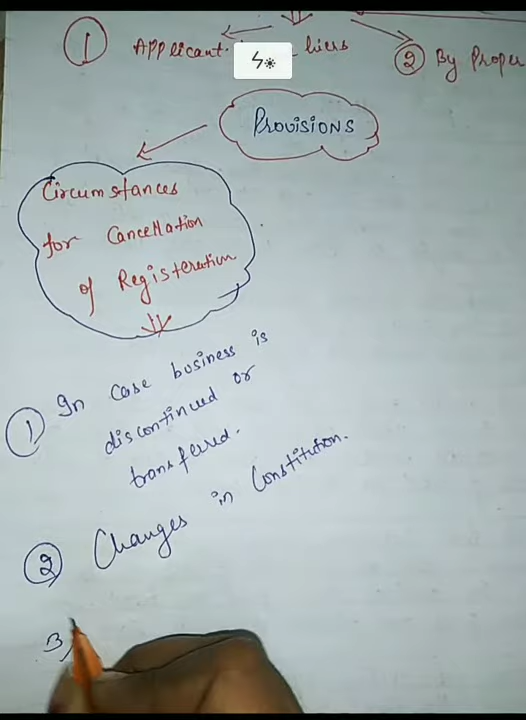 ① Applicant liers
② By Proper
Provisions
Circumstances
for Cancellation
of Registeration
① In case business is
discontinued or
transferred.
② Changes in Constitution.
3